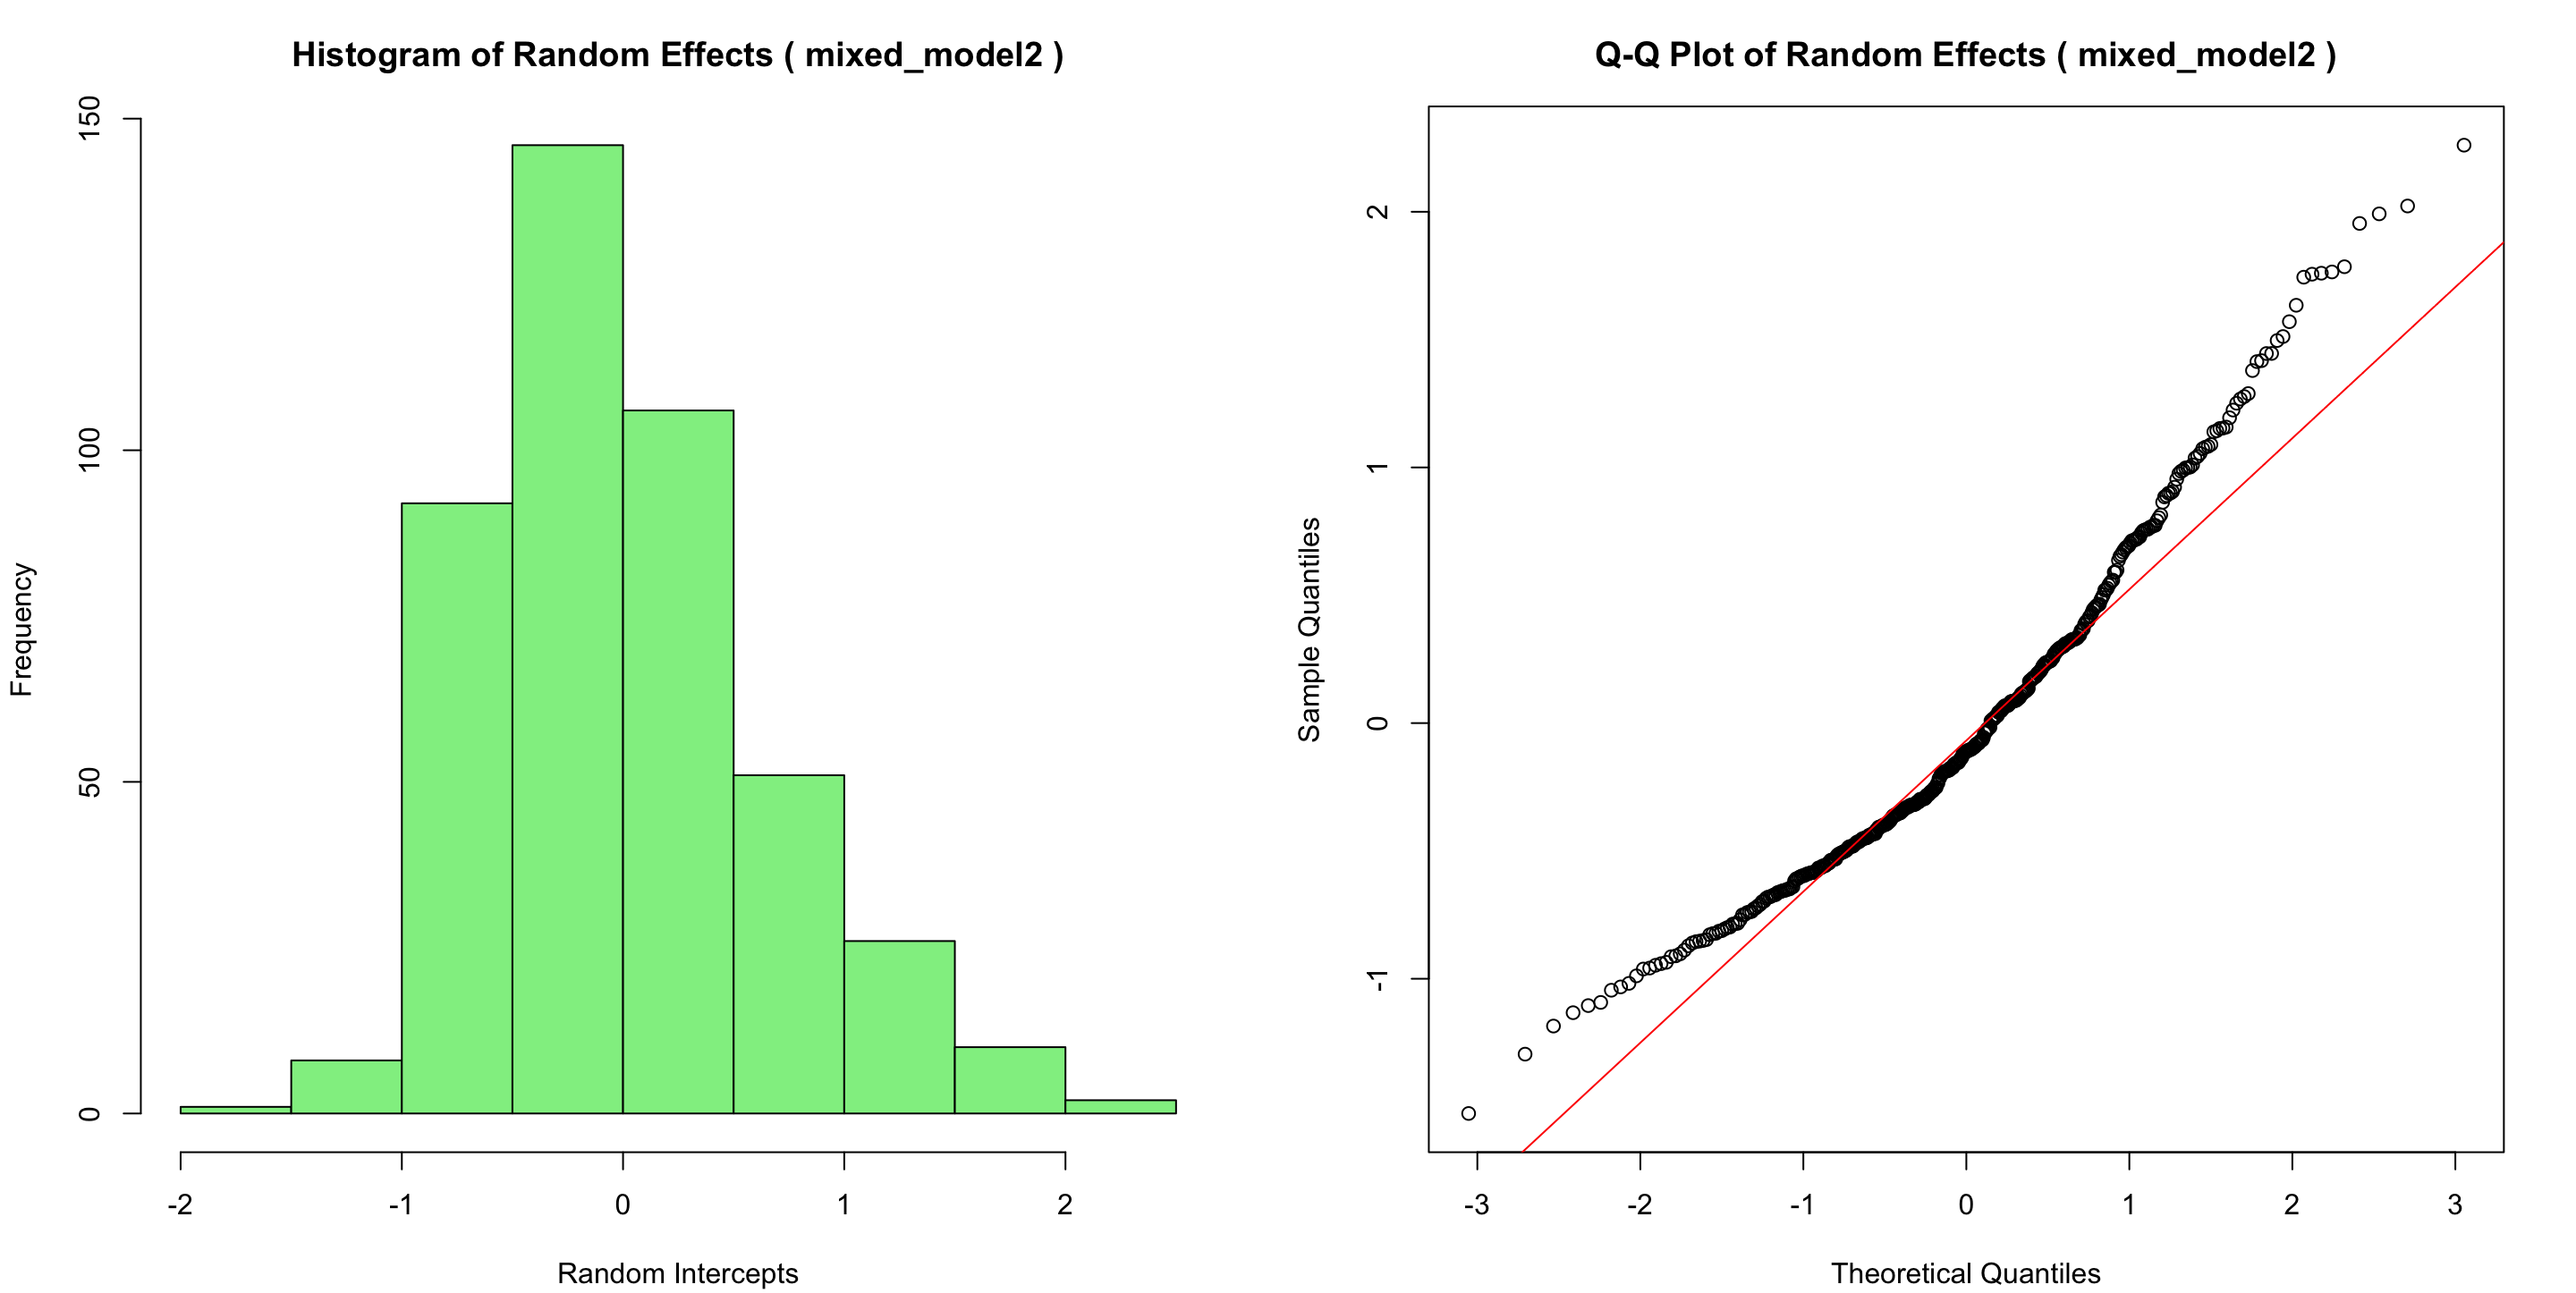 Histogram of Random Effects ( mixed_model2 )
Frequency
150
100
50
0
-2 -1 0 1 2
Random Intercepts
Q-Q Plot of Random Effects ( mixed_model2 )
Sample Quantiles
2
1
0
-1
-3 -2 -1 0 1 2 3
Theoretical Quantiles